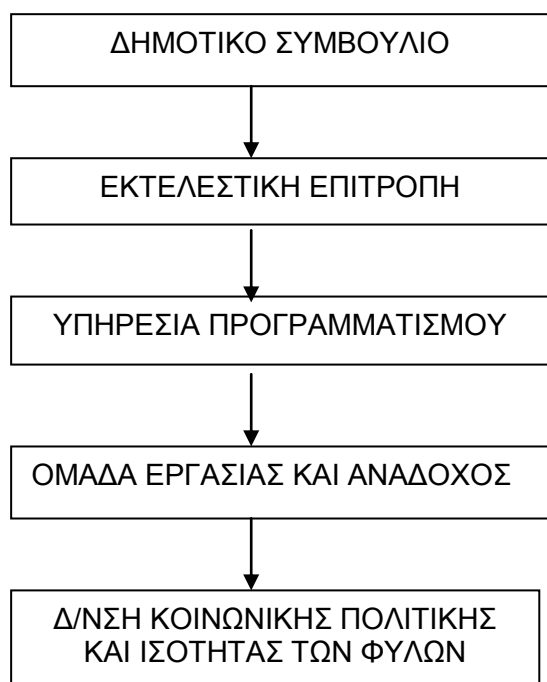 ΔΗΜΟΤΙΚΟ ΣΥΜΒΟΥΛΙΟ
ΕΚΤΕΛΕΣΤΙΚΗ ΕΠΙΤΡΟΠΗ
ΥΠΗΡΕΣΙΑ ΠΡΟΓΡΑΜΜΑΤΙΣΜΟΥ
ΟΜΑΔΑ ΕΡΓΑΣΙΑΣ ΚΑΙ ΑΝΑΔΟΧΟΣ
Δ/ΝΣΗ ΚΟΙΝΩΝΙΚΗΣ ΠΟΛΙΤΙΚΗΣ
ΚΑΙ ΙΣΟΤΗΤΑΣ ΤΩΝ ΦΥΛΩΝ